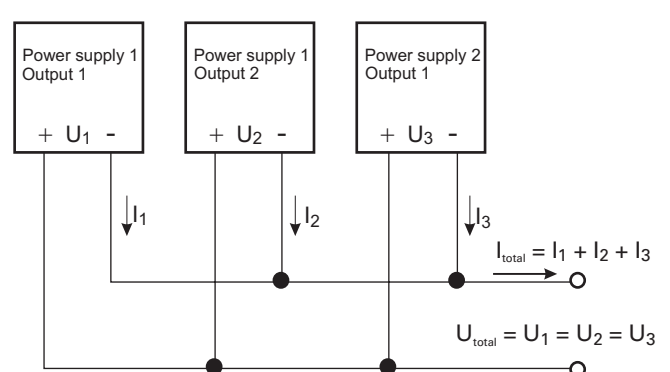 Power supply 1
Output 1
+ U₁ -
Power supply 1
Output 2
+ U₂ -
Power supply 2
Output 1
+ U₃ -
I₁
I₂
I₃
Iₜₒₜₐₗ = I₁ + I₂ + I₃
Uₜₒₜₐₗ = U₁ = U₂ = U₃